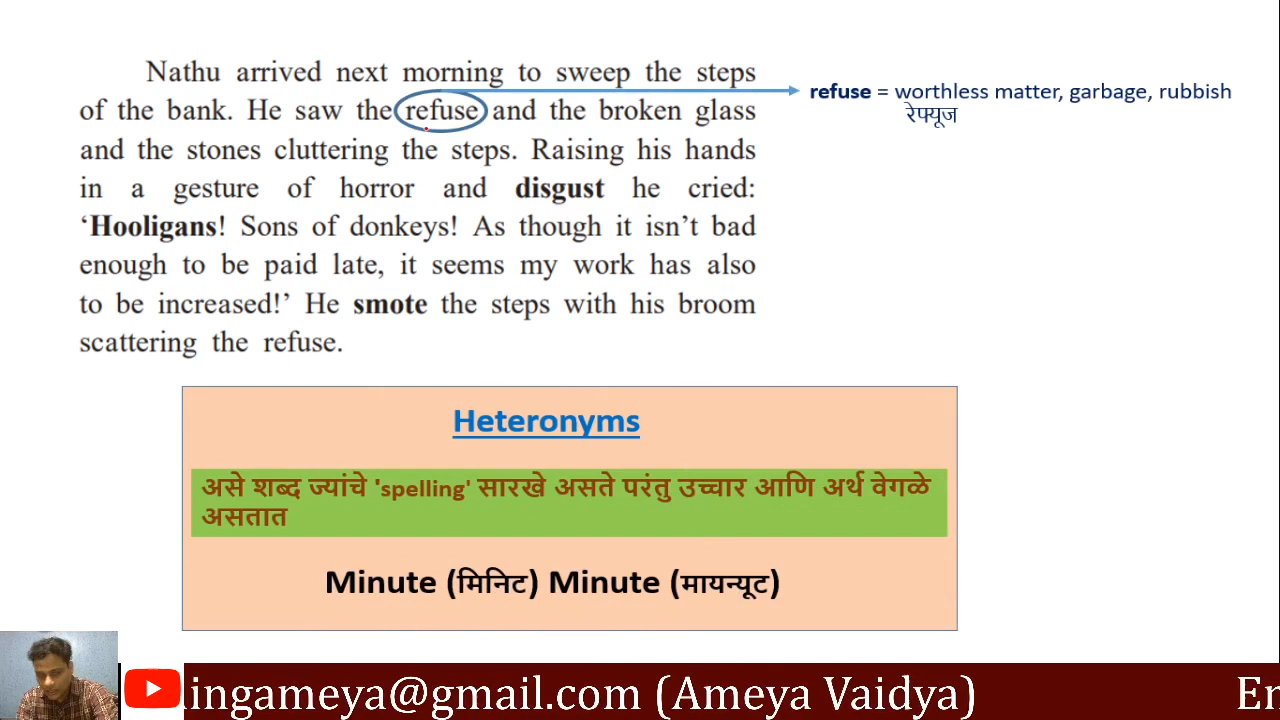 Nathu arrived next morning to sweep the steps
of the bank. He saw the refuse and the broken glass
and the stones cluttering the steps. Raising his hands
in a gesture of horror and disgust he cried:
‘Hooligans! Sons of donkeys! As though it isn’t bad
enough to be paid late, it seems my work has also
to be increased!’ He smote the steps with his broom
scattering the refuse.
refuse = worthless matter, garbage, rubbish
रेफ्यूज
Heteronyms
असे शब्द ज्यांचे 'spelling' सारखे असते परंतु उच्चार आणि अर्थ वेगळे
असतात
Minute (मिनिट) Minute (मायन्यूट)
ingameya@gmail.com (Ameya Vaidya) En